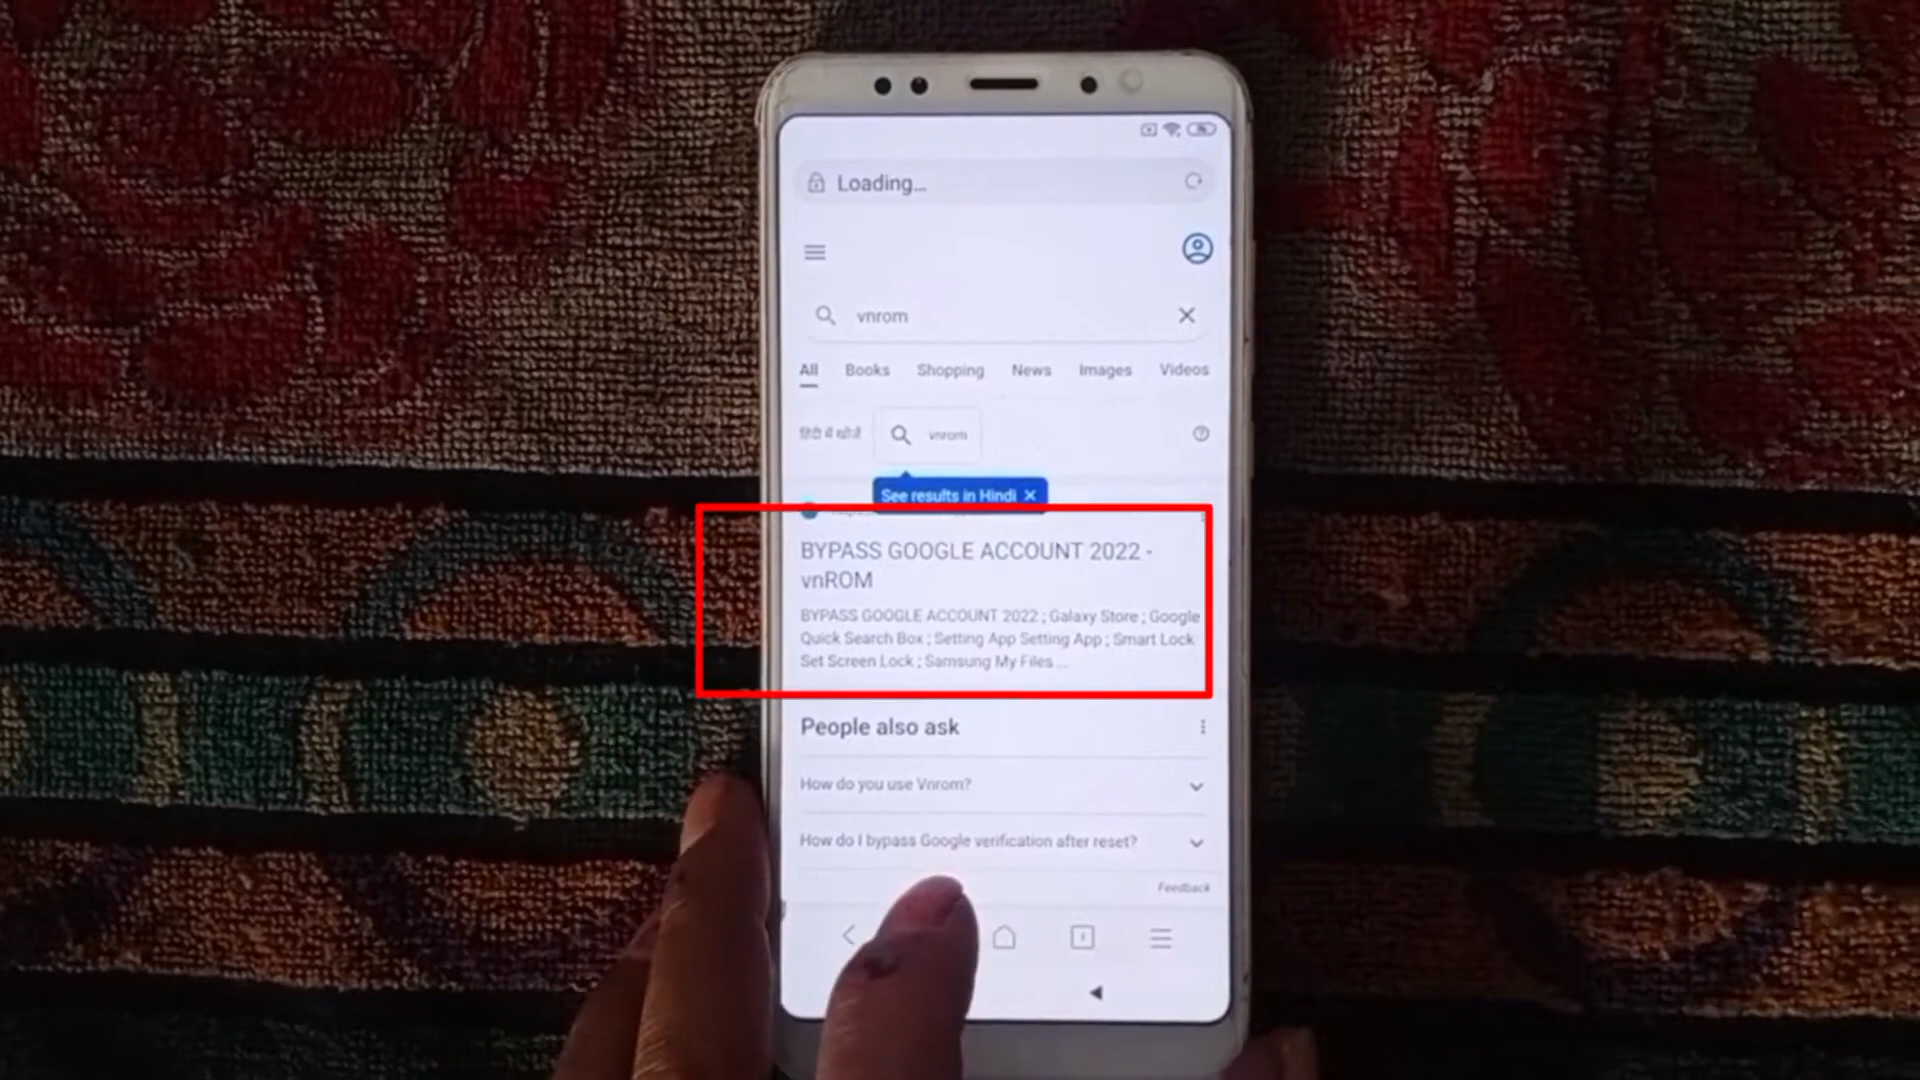 Loading...
vnrom
All Books Shopping News Images Videos
हिंदी में खोजें vnrom
See results in Hindi
BYPASS GOOGLE ACCOUNT 2022 -
vnROM
BYPASS GOOGLE ACCOUNT 2022 ; Galaxy Store ; Google
Quick Search Box ; Setting App Setting App ; Smart Lock
Set Screen Lock ; Samsung My Files ...
People also ask
How do you use Vnrom?
How do I bypass Google verification after reset?
Feedback